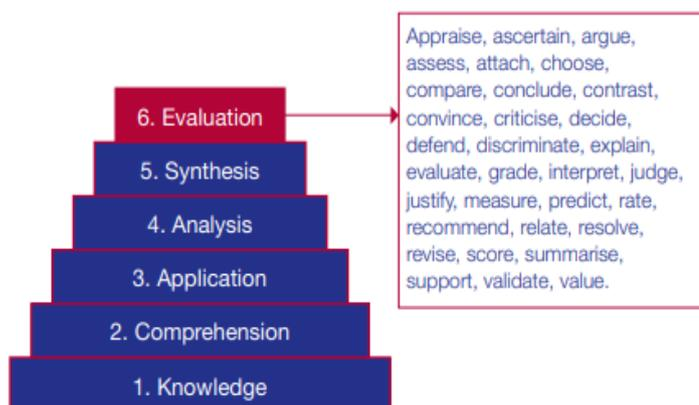 Appraise, ascertain, argue,
assess, attach, choose,
compare, conclude, contrast,
convince, criticise, decide,
defend, discriminate, explain,
evaluate, grade, interpret, judge,
justify, measure, predict, rate,
recommend, relate, resolve,
revise, score, summarise,
support, validate, value.
6. Evaluation
5. Synthesis
4. Analysis
3. Application
2. Comprehension
1. Knowledge